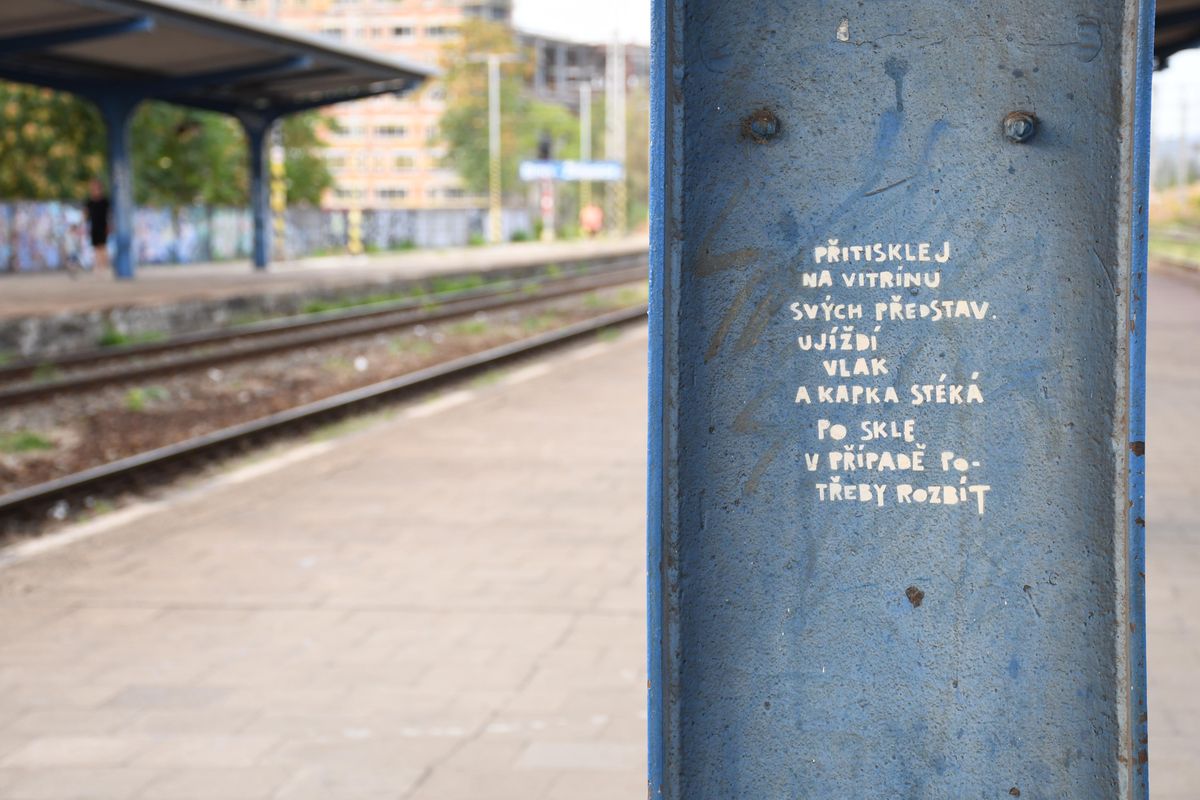 PŘITISKLEJ
NA VITRÍNU
SVÝCH PŘEDSTAV.
UJÍŽDÍ
VLAK
A KAPKA STÉKÁ
PO SKLE
V PŘÍPADĚ PO-
TŘEBY ROZBÍT